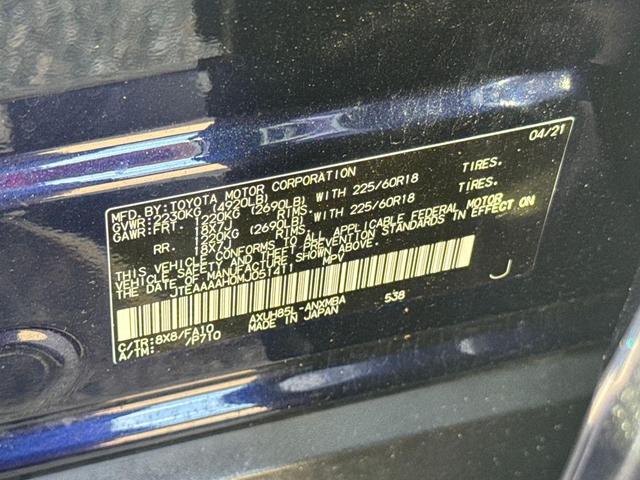 MFD.BY:TOYOTA MOTOR CORPORATION 04/21
GVWR:2230KG (4920LB)
GAWR:FRT. 1220KG (2690LB) WITH 225/60R18 TIRES.
18X7J RIMS.
RR. 1220KG (2690LB) WITH 225/60R18 TIRES.
18X7J RIMS.
THIS VEHICLE CONFORMS TO ALL APPLICABLE FEDERAL MOTOR
VEHICLE SAFETY AND THEFT PREVENTION STANDARDS IN EFFECT ON
THE DATE OF MANUFACTURE SHOWN ABOVE.
JTEAAAAH0MJ051411 MPV
J
AXUH85L-ANXMBA 538
C/TR:8X8/FA10 MADE IN JAPAN
A/TM: /P710